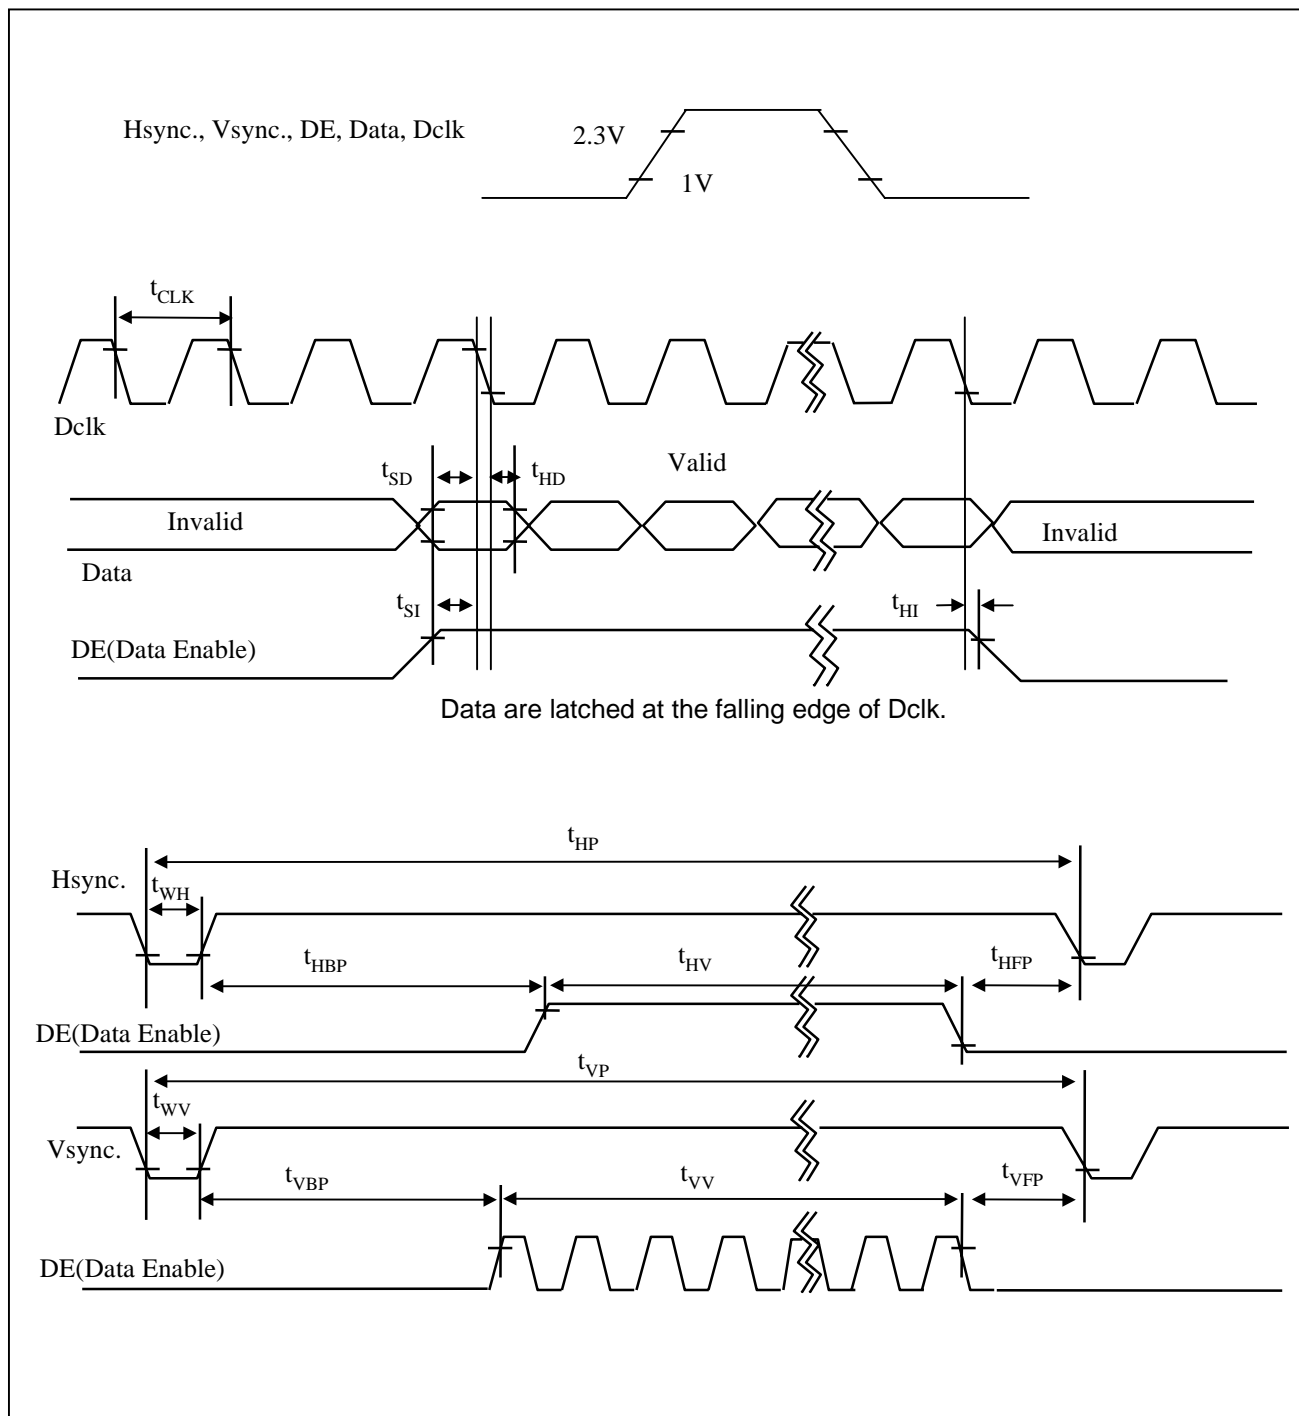 Hsync., Vsync., DE, Data, Dclk
2.3V
1V
tCLK
Dclk
tSD
tHD
Valid
Invalid
Invalid
Data
tSI
tHI
DE(Data Enable)
Data are latched at the falling edge of Dclk.
tHP
Hsync.
tWH
tHBP
tHV
tHFP
DE(Data Enable)
tVP
tWV
Vsync.
tVBP
tVV
tVFP
DE(Data Enable)